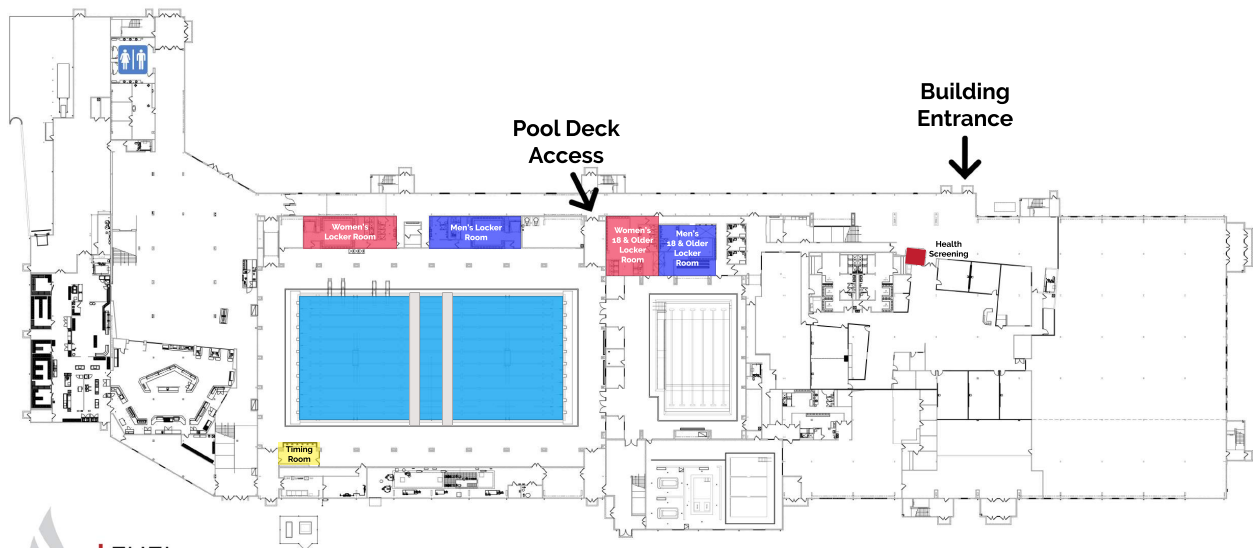 Building
Entrance
Pool Deck
Access
Women's
Locker Room
Men's Locker
Room
Women's
18 & Older
Locker
Room
Men's
18 & Older
Locker
Room
Health
Screening
Timing
Room